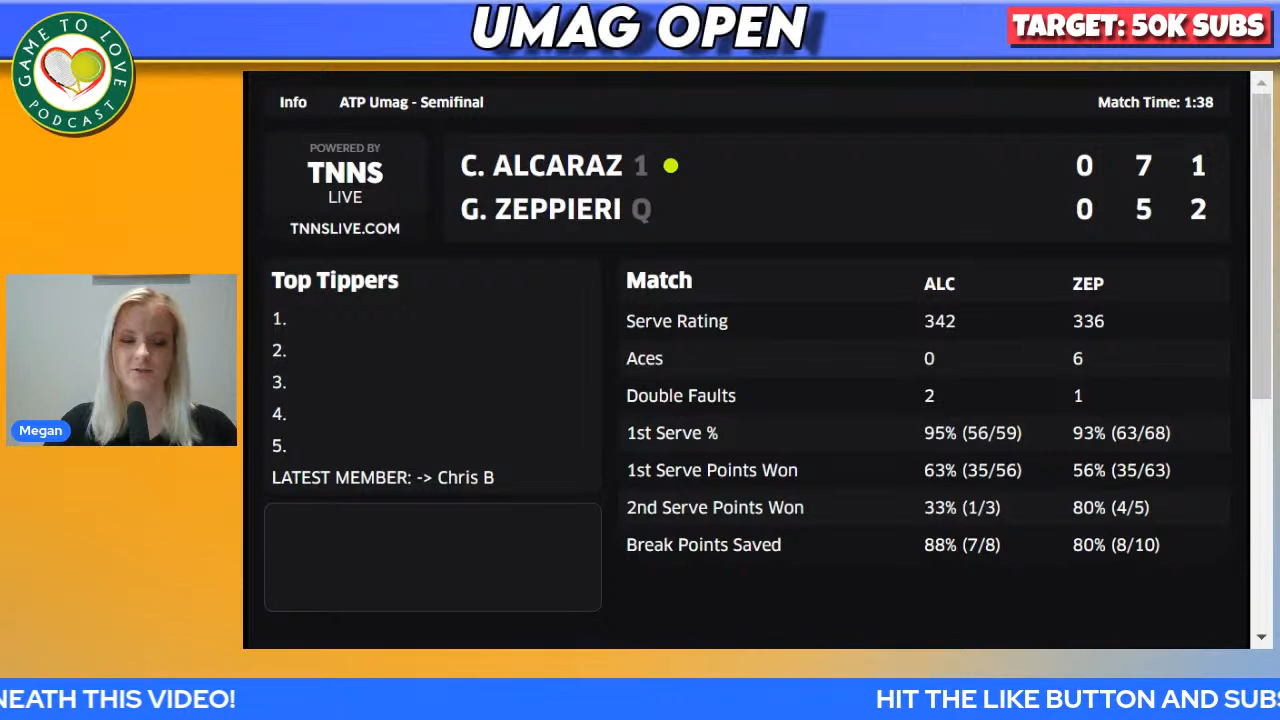 UMAG OPEN
TARGET: 50K SUBS
GAME TO LOVE
PODCAST
Info
ATP Umag - Semifinal
Match Time: 1:38
POWERED BY
TNNS
LIVE
TNNSLIVE.COM
C. ALCARAZ 1 0 7 1
G. ZEPPIERI Q 0 5 2
Top Tippers
1.
2.
3.
4.
5.
LATEST MEMBER: -> Chris B
Match ALC ZEP
Serve Rating 342 336
Aces 0 6
Double Faults 2 1
1st Serve % 95% (56/59) 93% (63/68)
1st Serve Points Won 63% (35/56) 56% (35/63)
2nd Serve Points Won 33% (1/3) 80% (4/5)
Break Points Saved 88% (7/8) 80% (8/10)
Megan
NEATH THIS VIDEO!
HIT THE LIKE BUTTON AND SUBS